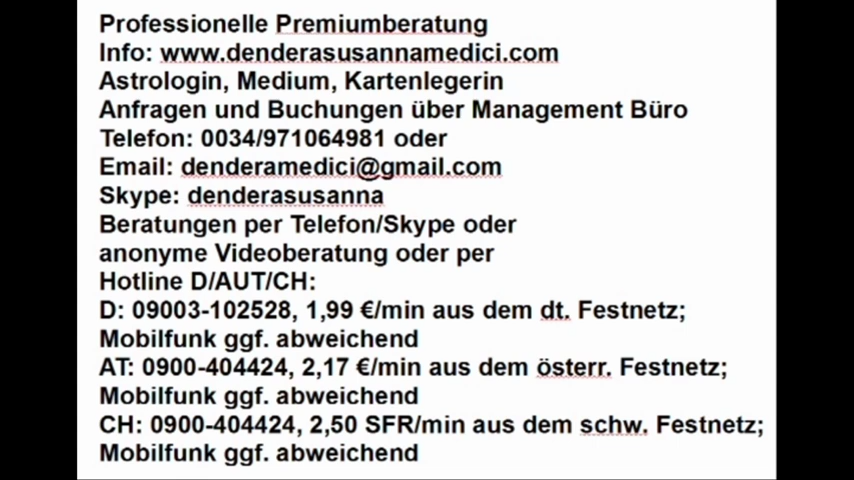 Professionelle Premiumberatung
Info: www.denderasusannamedici.com
Astrologin, Medium, Kartenlegerin
Anfragen und Buchungen über Management Büro
Telefon: 0034/971064981 oder
Email: denderamedici@gmail.com
Skype: denderasusanna
Beratungen per Telefon/Skype oder
anonyme Videoberatung oder per
Hotline D/AUT/CH:
D: 09003-102528, 1,99 €/min aus dem dt. Festnetz;
Mobilfunk ggf. abweichend
AT: 0900-404424, 2,17 €/min aus dem österr. Festnetz;
Mobilfunk ggf. abweichend
CH: 0900-404424, 2,50 SFR/min aus dem schw. Festnetz;
Mobilfunk ggf. abweichend